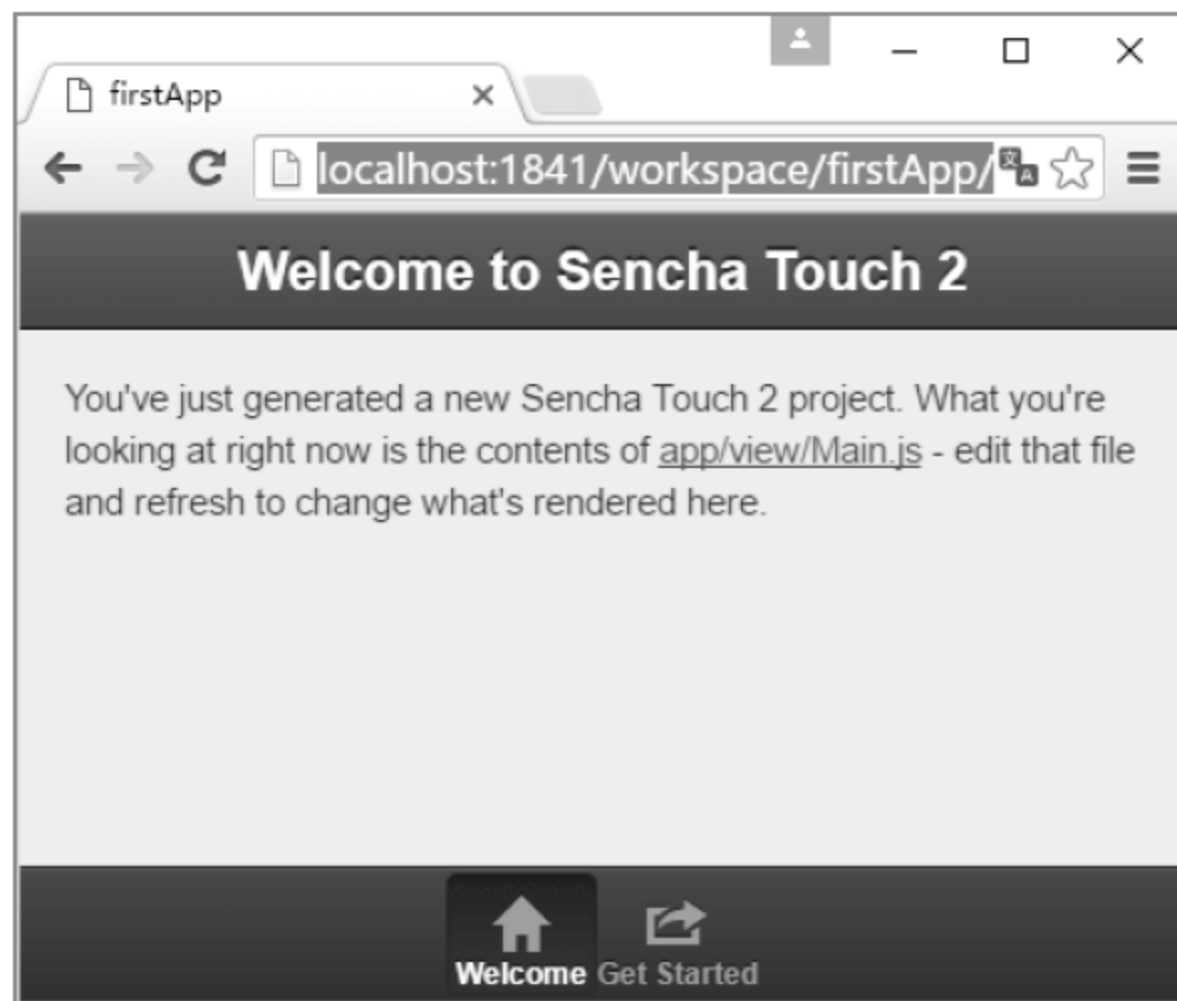 firstApp
localhost:1841/workspace/firstApp/
Welcome to Sencha Touch 2
You've just generated a new Sencha Touch 2 project. What you're
looking at right now is the contents of app/view/Main.js - edit that file
and refresh to change what's rendered here.
Welcome Get Started